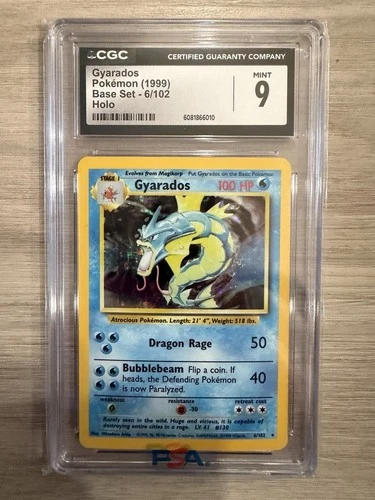 CGC
CERTIFIED GUARANTY COMPANY
Gyarados
Pokémon (1999)
Base Set - 6/102
Holo
MINT
9
6081866010
STAGE 1
Evolves from Magikarp
Put Gyarados on the Basic Pokémon
Gyarados
100 HP
Atrocious Pokémon. Length: 21' 4", Weight: 518 lbs.
Dragon Rage 50
Bubblebeam Flip a coin. If
heads, the Defending Pokémon
is now Paralyzed.
40
weakness
resistance
retreat cost
-30
Rarely seen in the wild. Huge and vicious, it is capable of
destroying entire cities in a rage. LV. 41 #130
6/102
PSA